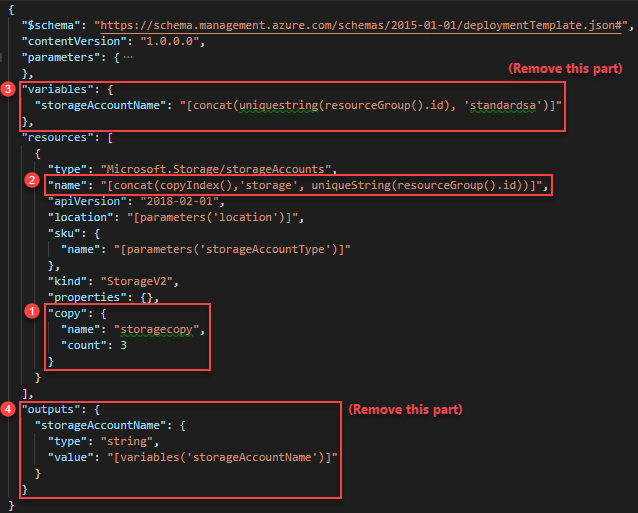 {
"$schema": "https://schema.management.azure.com/schemas/2015-01-01/deploymentTemplate.json#",
"contentVersion": "1.0.0.0",
"parameters": { ...
},
(Remove this part)
3 "variables": {
"storageAccountName": "[concat(uniquestring(resourceGroup().id), 'standardsa')]"
},
"resources": [
{
"type": "Microsoft.Storage/storageAccounts",
2 "name": "[concat(copyIndex(),'storage', uniqueString(resourceGroup().id))]",
"apiVersion": "2018-02-01",
"location": "[parameters('location')]",
"sku": {
"name": "[parameters('storageAccountType')]"
},
"kind": "StorageV2",
"properties": {},
1 "copy": {
"name": "storagecopy",
"count": 3
}
}
],
4 "outputs": { (Remove this part)
"storageAccountName": {
"type": "string",
"value": "[variables('storageAccountName')]"
}
}
}